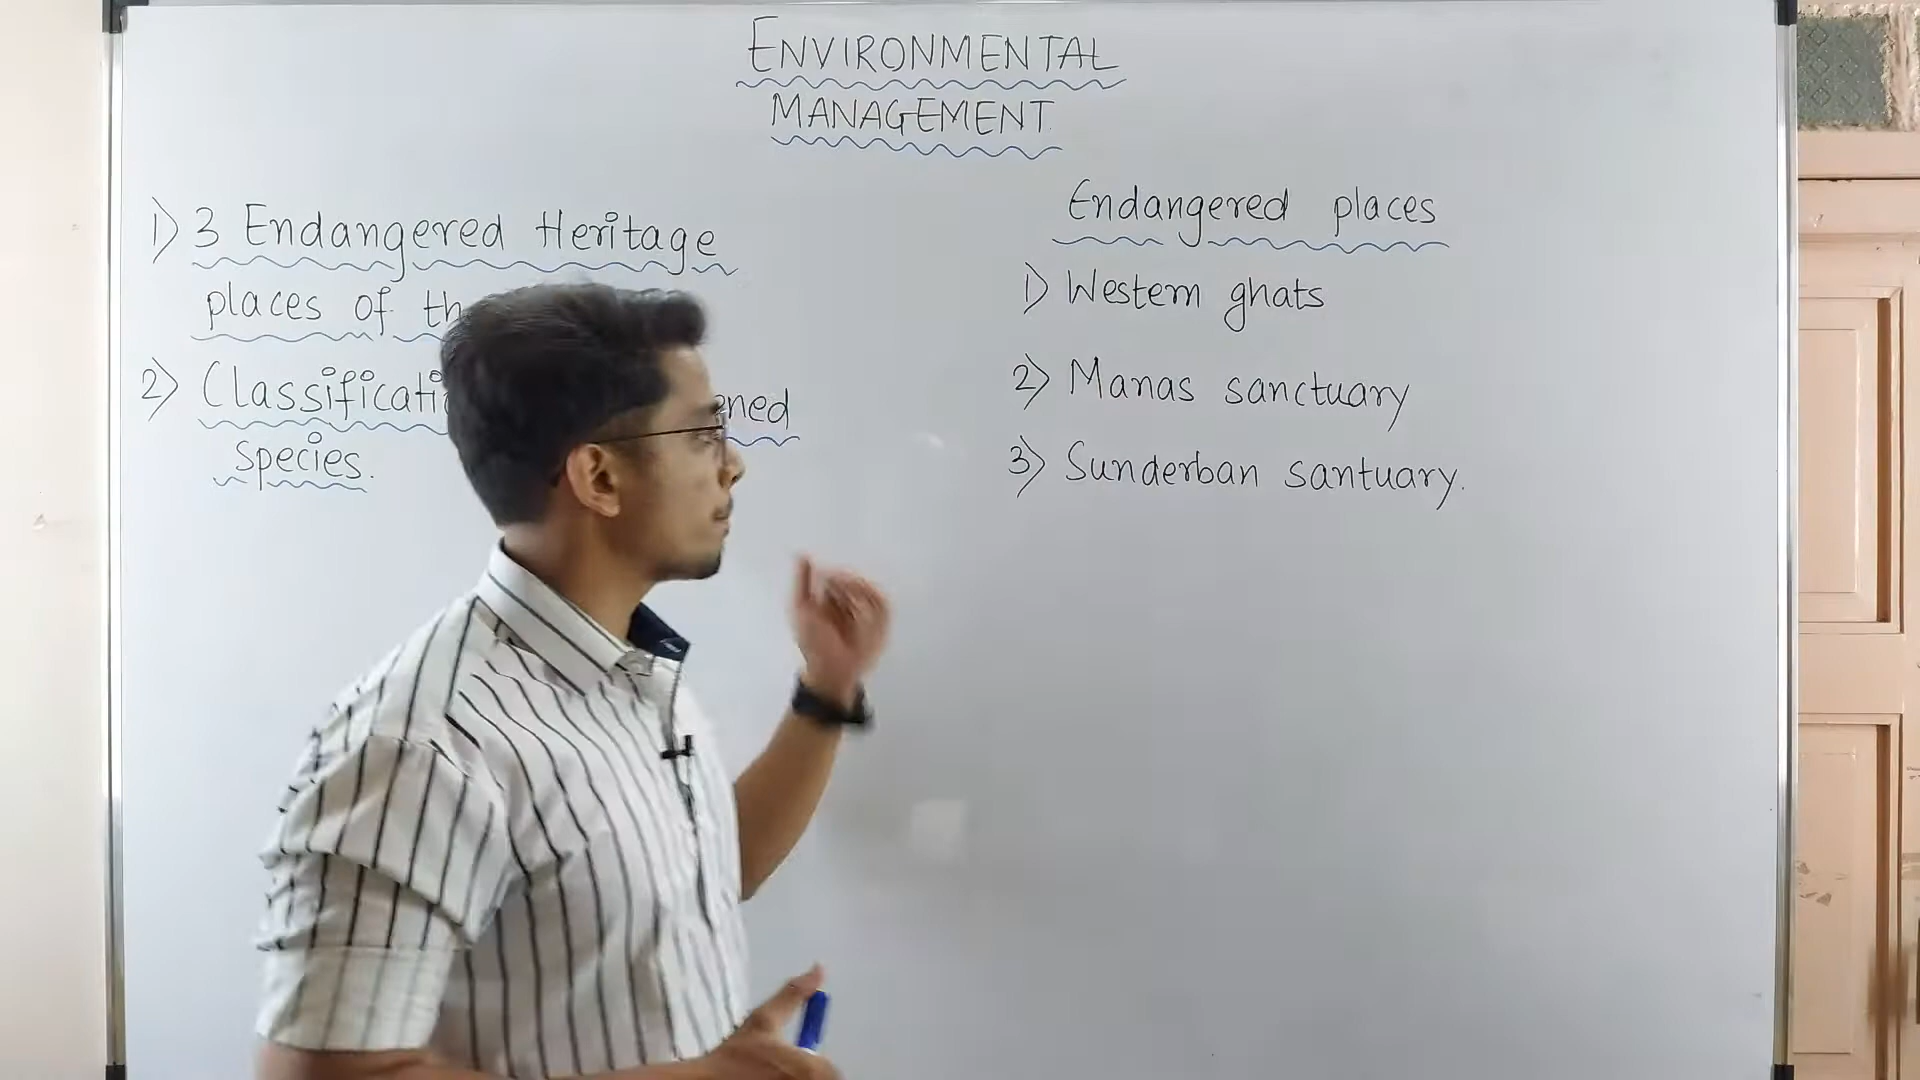 ENVIRONMENTAL
MANAGEMENT
1) 3 Endangered Heritage
places of
2) Classificati ned
Species.
Endangered places
1) Western ghats
2) Manas sanctuary
3) Sunderban santuary.